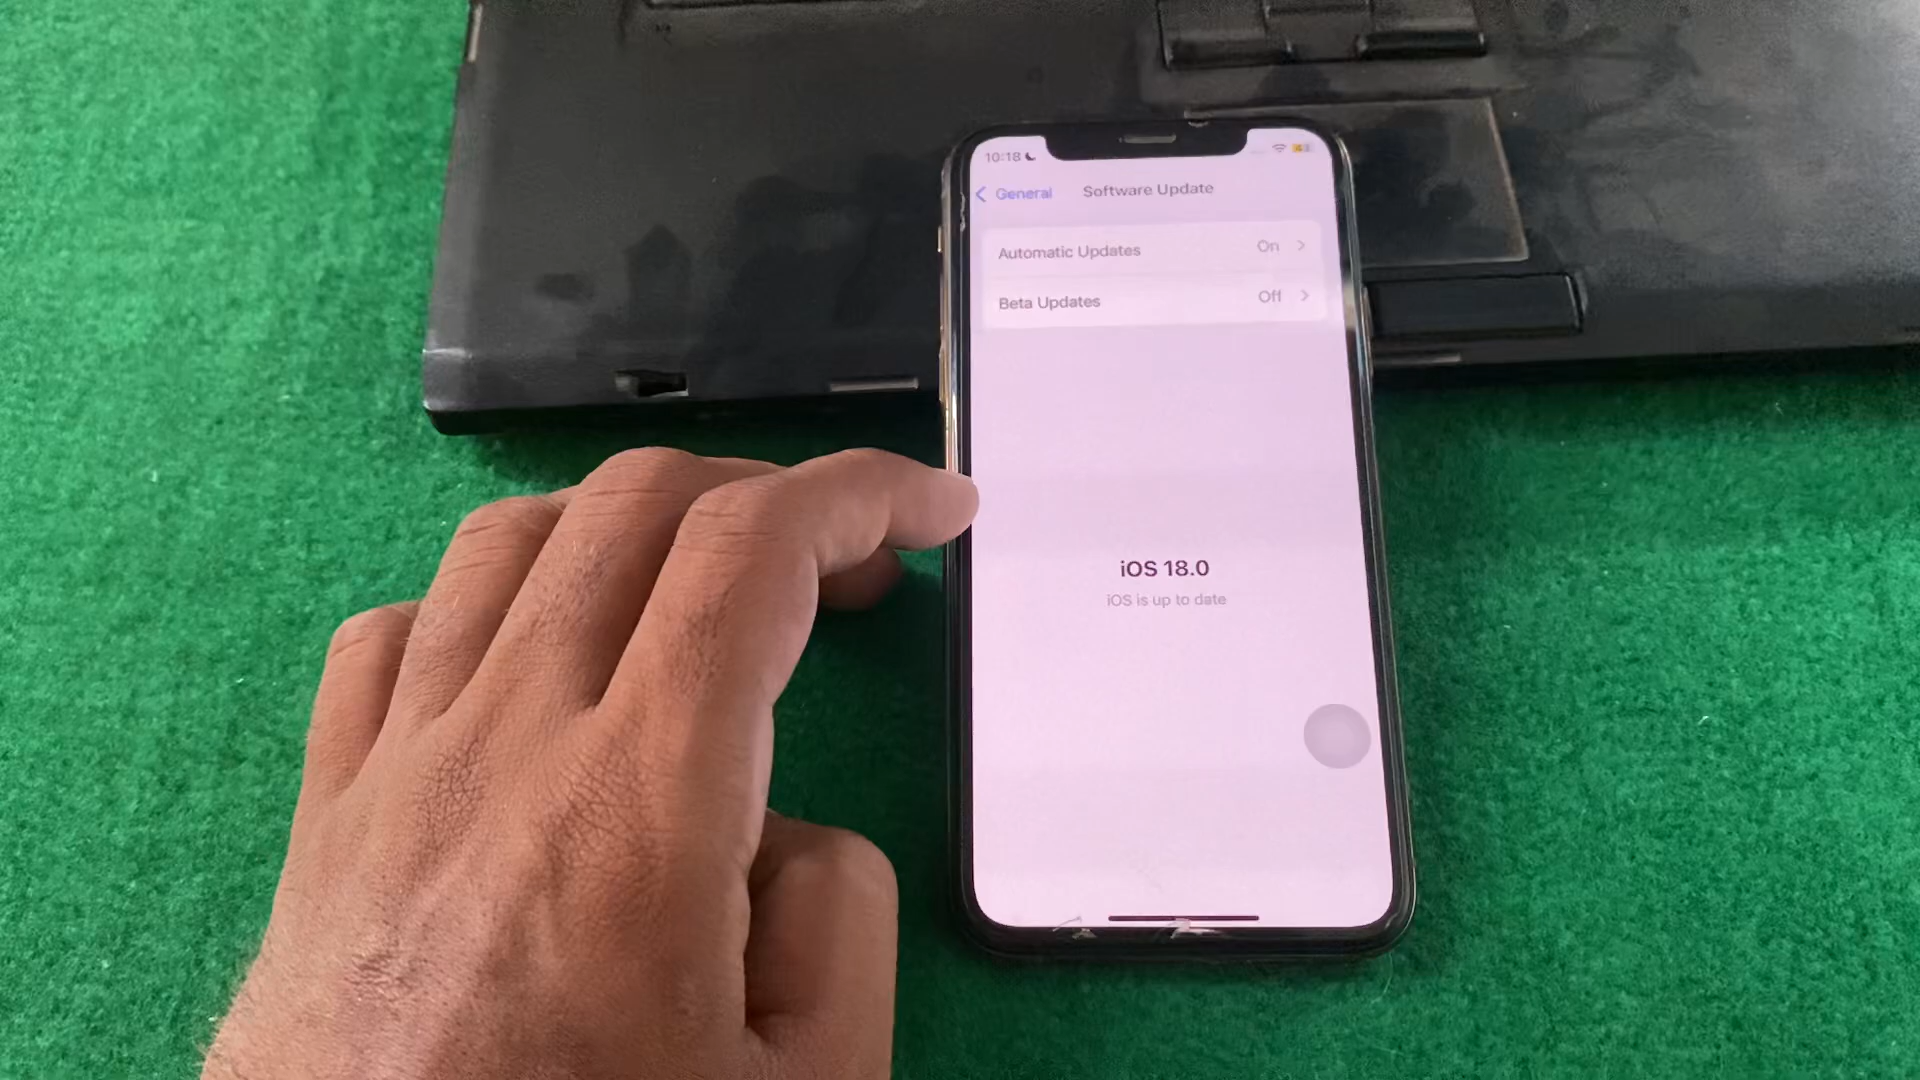 10:18
General
Software Update
Automatic Updates On
Beta Updates Off
iOS 18.0
iOS is up to date